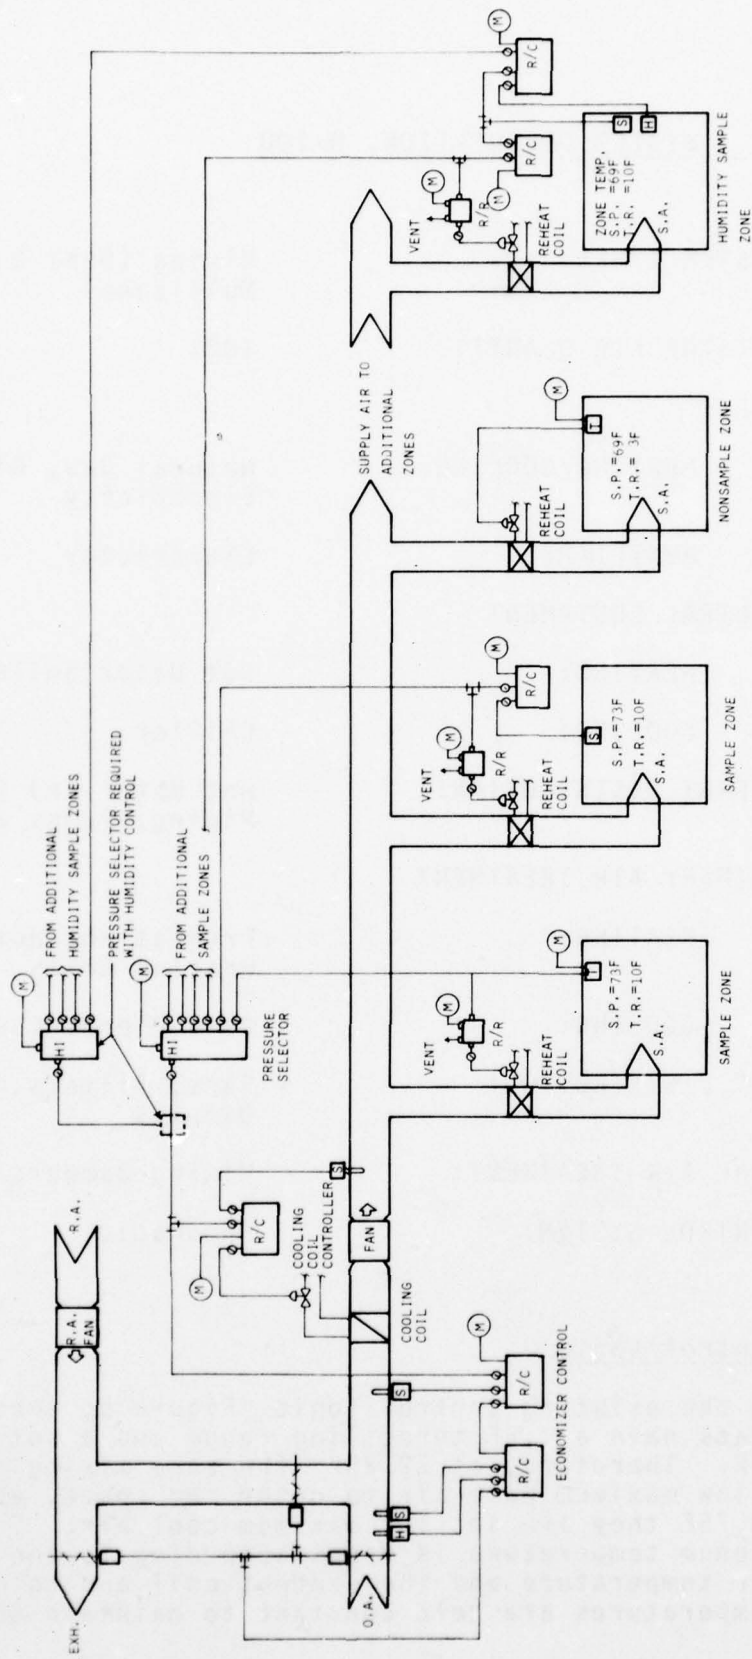 FROM ADDITIONAL
HUMIDITY SAMPLE ZONES
PRESSURE SELECTOR REQUIRED
WITH HUMIDITY CONTROL
FROM ADDITIONAL
SAMPLE ZONES
M
HI
M
HI
PRESSURE
SELECTOR
R.A.
R.A.
FAN
EXH.
O.A.
M
R/C
COOLING
COIL
CONTROLLER
S
FAN
COOLING
COIL
S
H
S
R/C
R/C
M
ECONOMIZER CONTROL
VENT
M
R/R
REHEAT
COIL
M
T
S.P.=73F
T.R.=10F
S.A.
SAMPLE ZONE
VENT
M
R/R
REHEAT
COIL
M
R/C
S
S.P.=73F
T.R.=10F
S.A.
SAMPLE ZONE
SUPPLY AIR TO
ADDITIONAL
ZONES
REHEAT
COIL
M
T
S.P.=69F
T.R.= 3F
S.A.
NONSAMPLE ZONE
VENT
M
R/R
REHEAT
COIL
M
R/C
M
R/C
S
H
ZONE TEMP.
S.P. =69F
T.R. =10F
S.A.
HUMIDITY SAMPLE
ZONE